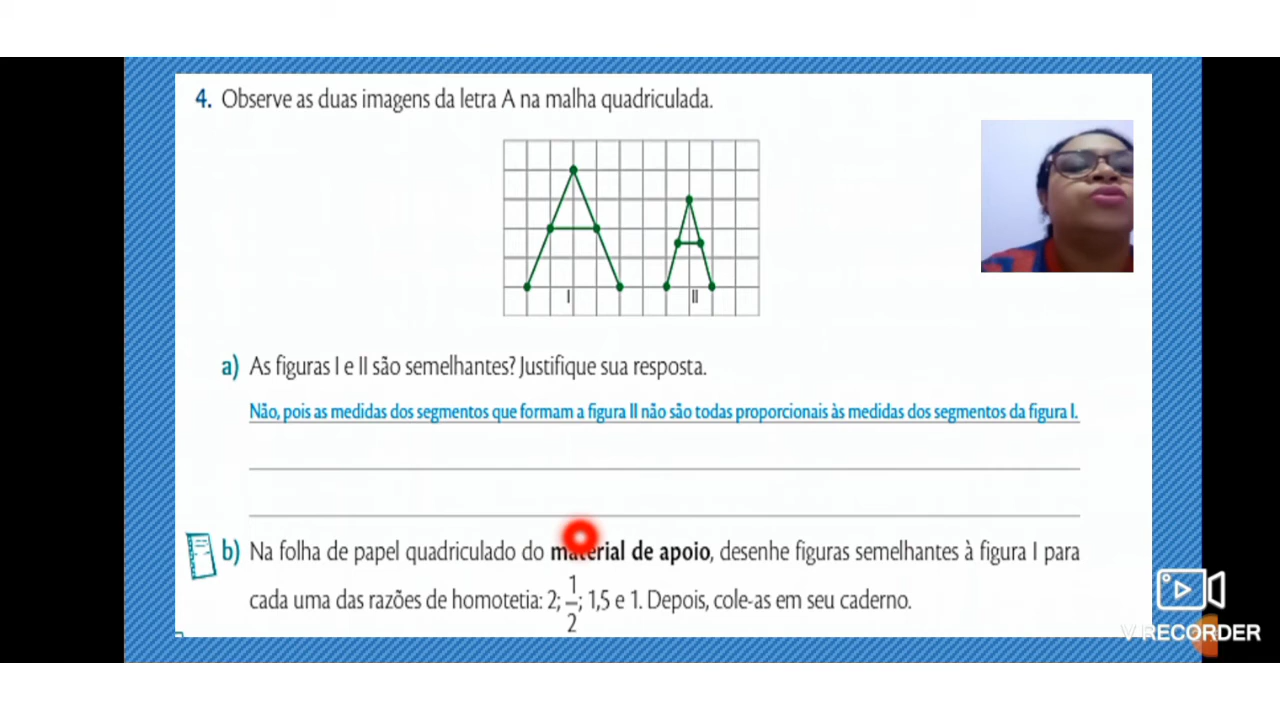 4. Observe as duas imagens da letra A na malha quadriculada.
I
II
a) As figuras I e II são semelhantes? Justifique sua resposta.
Não, pois as medidas dos segmentos que formam a figura II não são todas proporcionais às medidas dos segmentos da figura I.
b) Na folha de papel quadriculado do material de apoio, desenhe figuras semelhantes à figura I para
cada uma das razões de homotetia: 2; 1/2; 1,5 e 1. Depois, cole-as em seu caderno.
V RECORDER